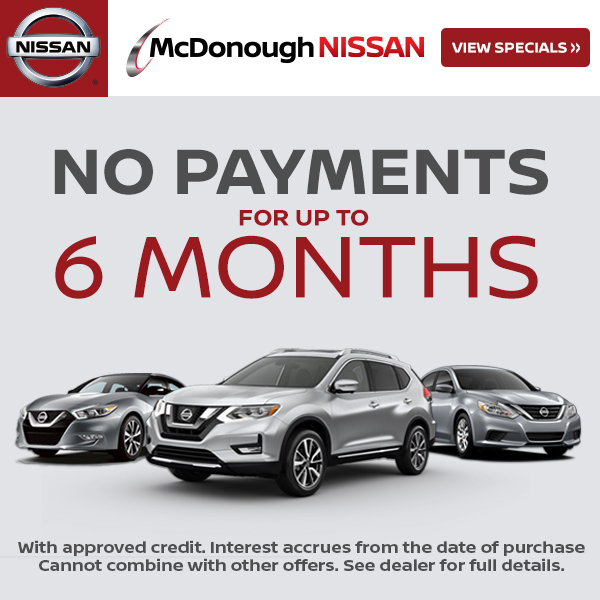 NISSAN
McDonough NISSAN
VIEW SPECIALS »
NO PAYMENTS
FOR UP TO
6 MONTHS
With approved credit. Interest accrues from the date of purchase
Cannot combine with other offers. See dealer for full details.